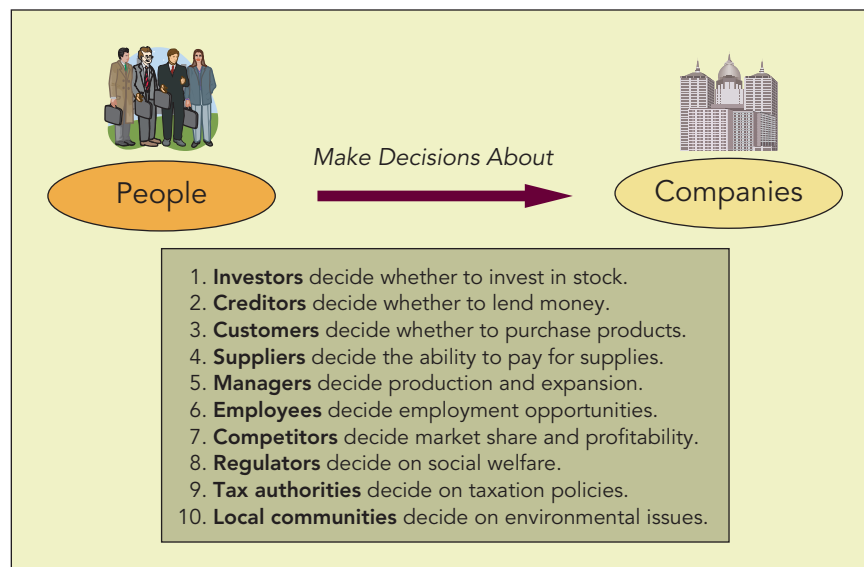 Make Decisions About
People
Companies
1. Investors decide whether to invest in stock.
2. Creditors decide whether to lend money.
3. Customers decide whether to purchase products.
4. Suppliers decide the ability to pay for supplies.
5. Managers decide production and expansion.
6. Employees decide employment opportunities.
7. Competitors decide market share and profitability.
8. Regulators decide on social welfare.
9. Tax authorities decide on taxation policies.
10. Local communities decide on environmental issues.